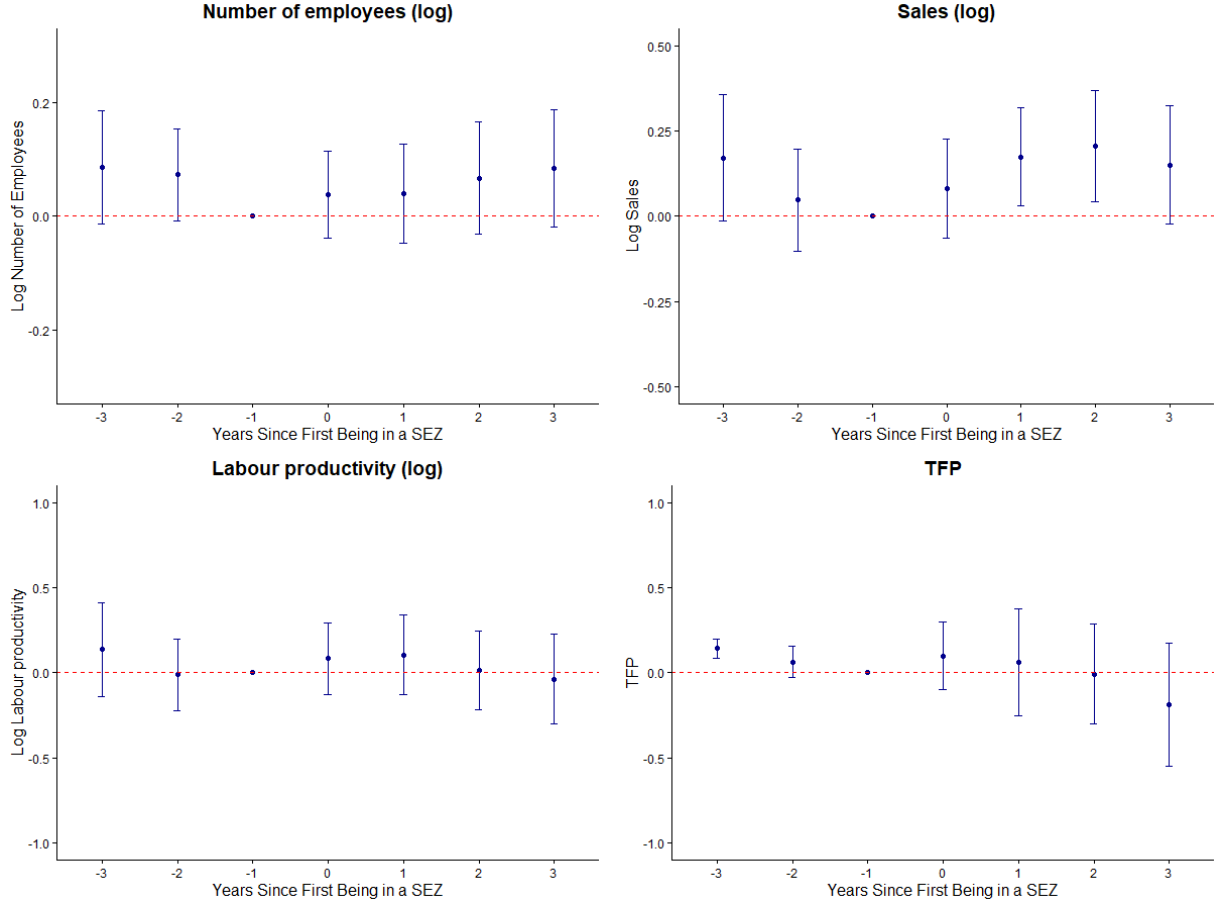 Number of employees (log)
Log Number of Employees
0.2
0.0
-0.2
-3 -2 -1 0 1 2 3
Years Since First Being in a SEZ
Sales (log)
Log Sales
0.50
0.25
0.00
-0.25
-0.50
-3 -2 -1 0 1 2 3
Years Since First Being in a SEZ
Labour productivity (log)
Log Labour productivity
1.0
0.5
0.0
-0.5
-1.0
-3 -2 -1 0 1 2 3
Years Since First Being in a SEZ
TFP
TFP
1.0
0.5
0.0
-0.5
-1.0
-3 -2 -1 0 1 2 3
Years Since First Being in a SEZ